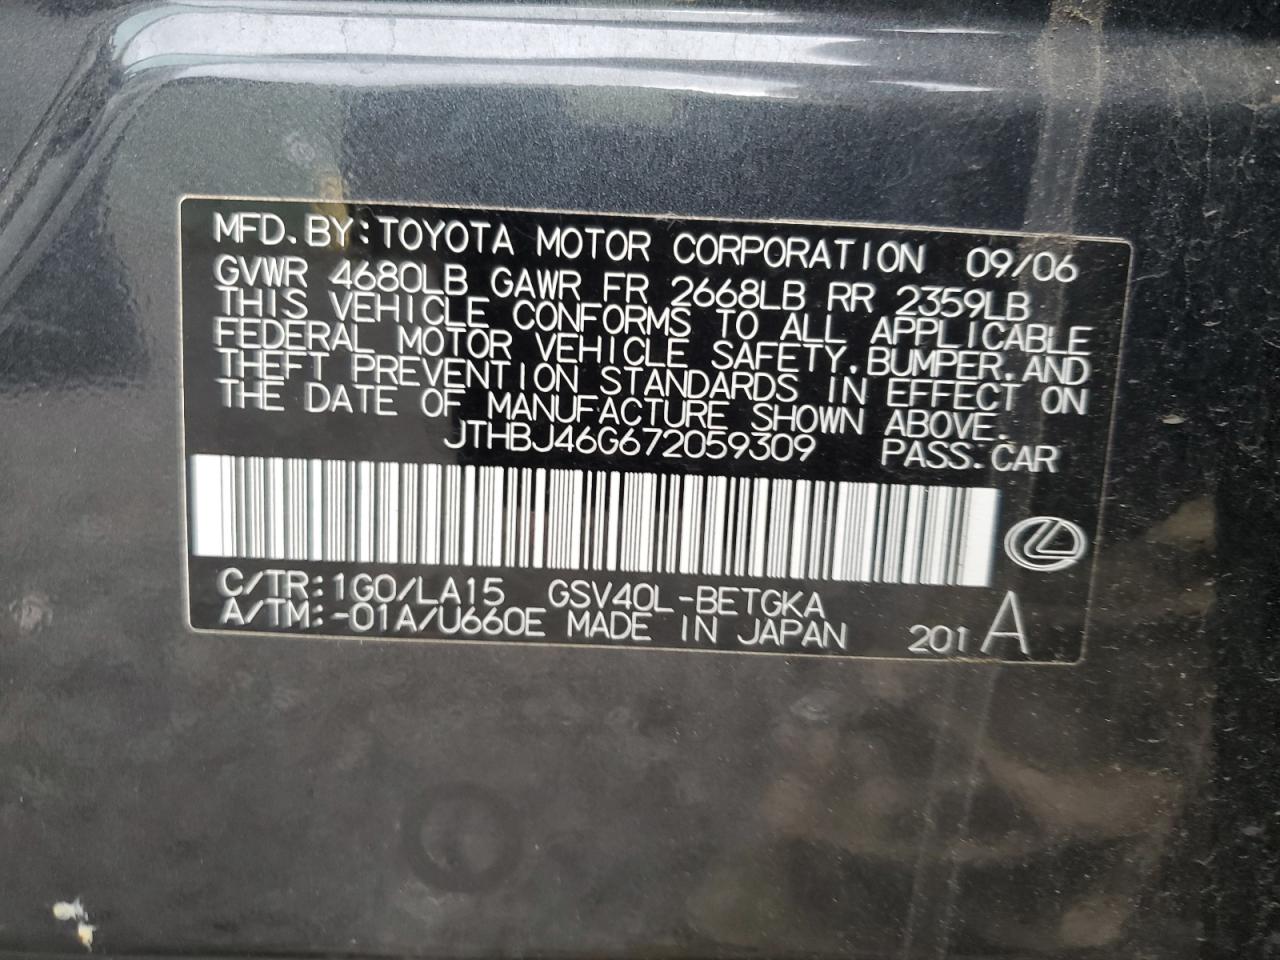 MFD.BY:TOYOTA MOTOR CORPORATION 09/06
GVWR 4680LB GAWR FR 2668LB RR 2359LB
THIS VEHICLE CONFORMS TO ALL APPLICABLE
FEDERAL MOTOR VEHICLE SAFETY,BUMPER,AND
THEFT PREVENTION STANDARDS IN EFFECT ON
THE DATE OF MANUFACTURE SHOWN ABOVE.
JTHBJ46G672059309 PASS.CAR
C/TR:1G0/LA15 GSV40L-BETGKA
A/TM:-01A/U660E MADE IN JAPAN 201 A